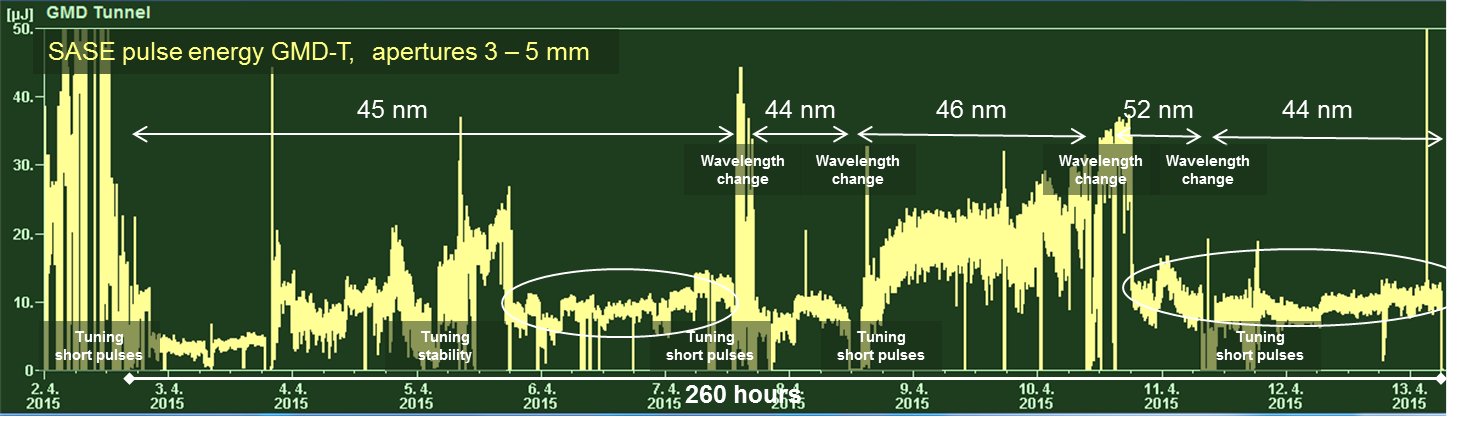 [µJ] GMD Tunnel
50.
SASE pulse energy GMD-T, apertures 3 – 5 mm
40.
45 nm
44 nm
46 nm
52 nm
44 nm
30.
Wavelength
change
Wavelength
change
Wavelength
change
Wavelength
change
20.
10.
Tuning
short pulses
Tuning
stability
Tuning
short pulses
Tuning
short pulses
Tuning
short pulses
0
2. 4.
2015
3. 4.
2015
4. 4.
2015
5. 4.
2015
6. 4.
2015
7. 4.
2015
260 hours
8. 4.
2015
9. 4.
2015
10. 4.
2015
11. 4.
2015
12. 4.
2015
13. 4.
2015